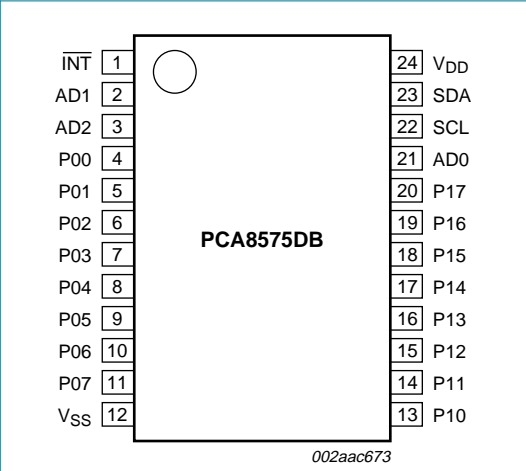 INT 1 24 VDD
AD1 2 23 SDA
AD2 3 22 SCL
P00 4 21 AD0
P01 5 20 P17
P02 6 19 P16
PCA8575DB
P03 7 18 P15
P04 8 17 P14
P05 9 16 P13
P06 10 15 P12
P07 11 14 P11
VSS 12 13 P10
002aac673